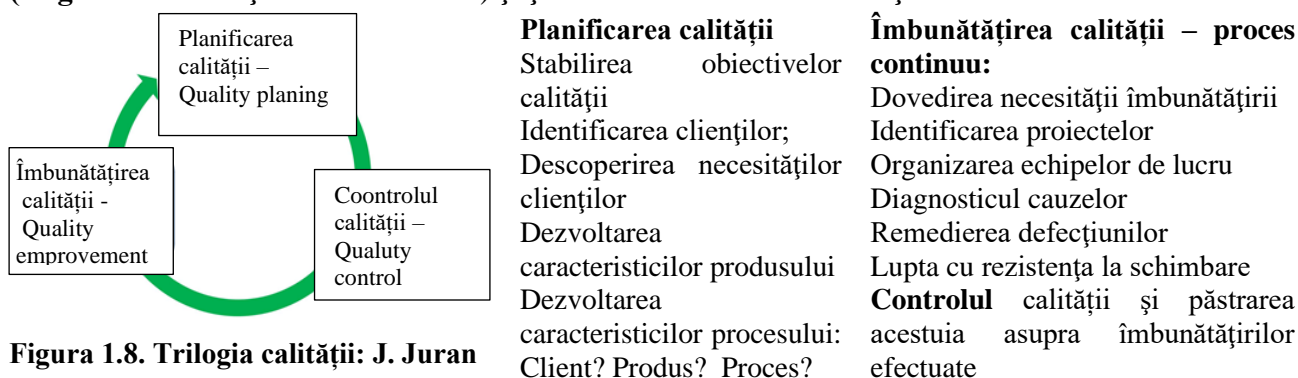 Planificarea
calității –
Quality planing
Îmbunătățirea
calității -
Quality
emprovement
Coontrolul
calității –
Qualuty
control
Figura 1.8. Trilogia calității: J. Juran
Planificarea calității
Stabilirea obiectivelor
calităţii
Identificarea clienţilor;
Descoperirea necesităţilor
clienţilor
Dezvoltarea
caracteristicilor produsului
Dezvoltarea
caracteristicilor procesului:
Client? Produs? Proces?
Îmbunătățirea calității – proces
continuu:
Dovedirea necesităţii îmbunătăţirii
Identificarea proiectelor
Organizarea echipelor de lucru
Diagnosticul cauzelor
Remedierea defecţiunilor
Lupta cu rezistenţa la schimbare
Controlul calității şi păstrarea
acestuia asupra îmbunătăţirilor
efectuate